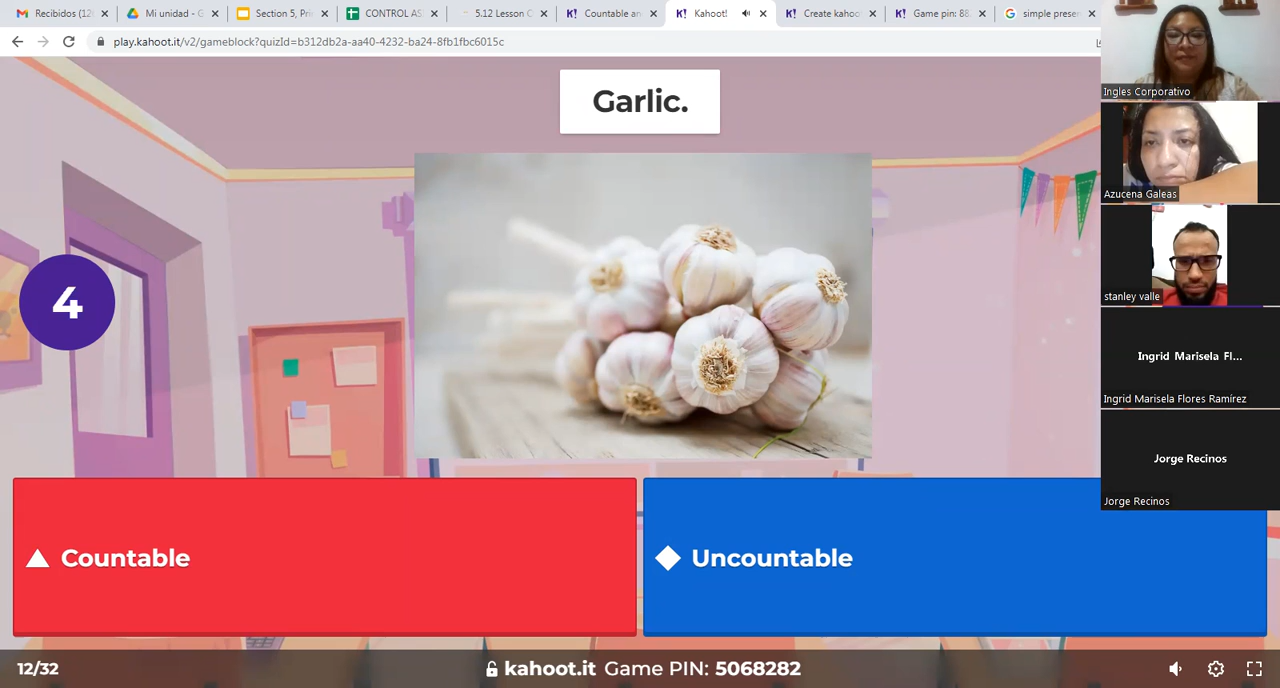 Recibidos (12
Mi unidad - G
Section 5, Pri
CONTROL AS
5.12 Lesson C
Countable an
Kahoot!
Create kahoo
Game pin: 88
simple presen
play.kahoot.it/v2/gameblock?quizId=b312db2a-aa40-4232-ba24-8fb1fbc6015c
Garlic.
4
Countable
Uncountable
12/32
kahoot.it Game PIN: 5068282
Ingles Corporativo
Azucena Galeas
stanley valle
Ingrid Marisela Fl...
Ingrid Marisela Flores Ramírez
Jorge Recinos
Jorge Recinos